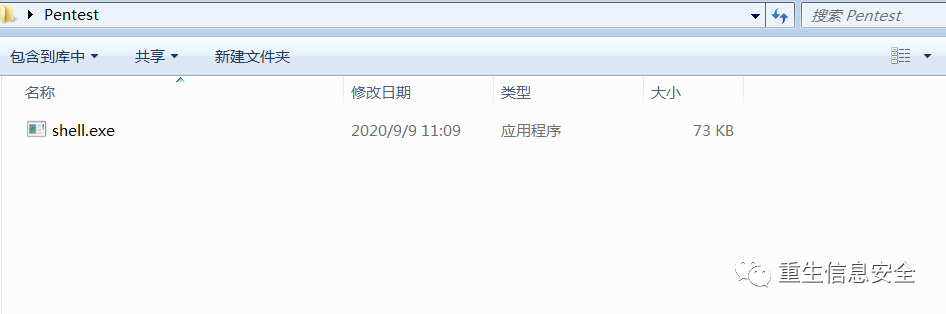 Pentest 搜索 Pentest
包含到库中 共享 新建文件夹
名称 修改日期 类型 大小
shell.exe 2020/9/9 11:09 应用程序 73 KB
重生信息安全